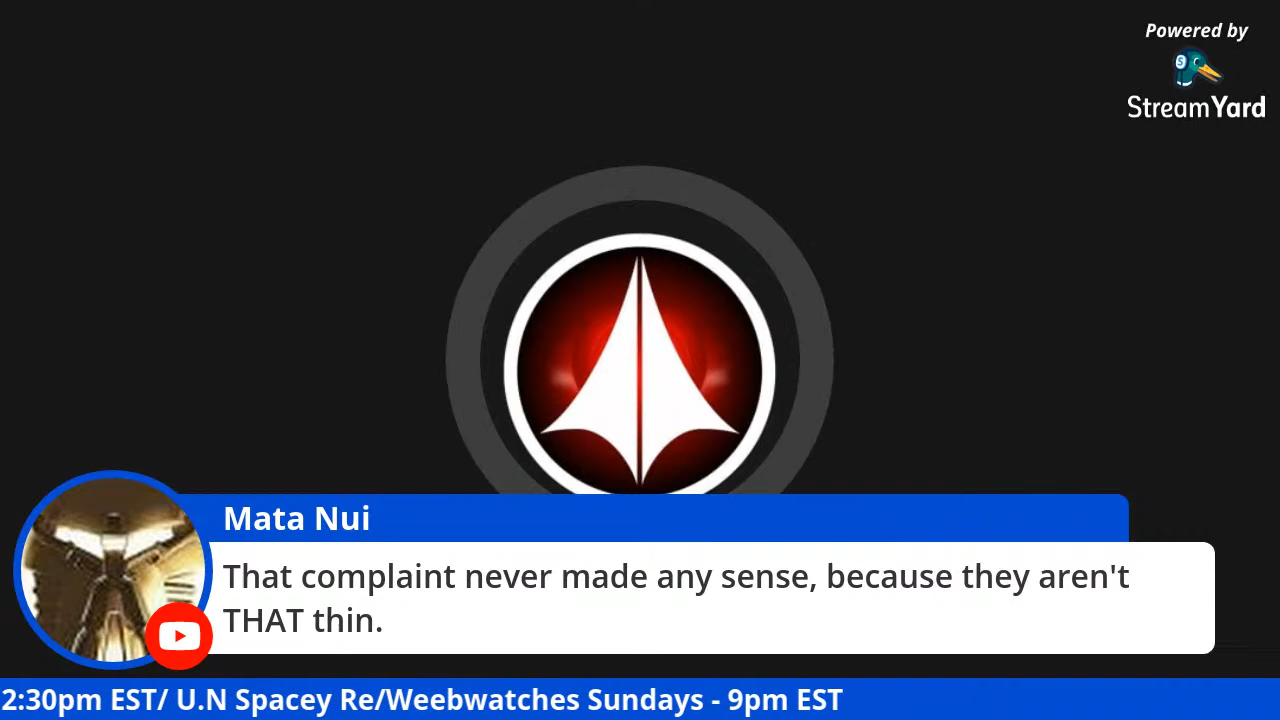 Powered by
S
StreamYard
Mata Nui
That complaint never made any sense, because they aren't
THAT thin.
2:30pm EST/ U.N Spacey Re/Weebwatches Sundays - 9pm EST